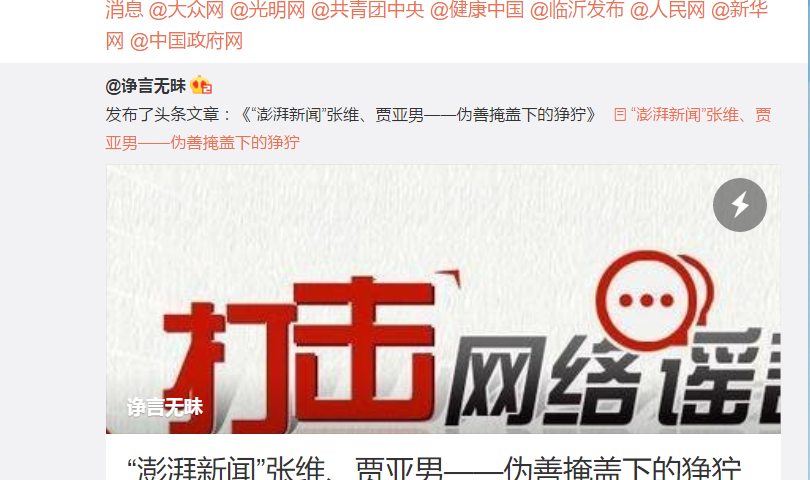 消息 @大众网 @光明网 @共青团中央 @健康中国 @临沂发布 @人民网 @新华
网 @中国政府网
@诤言无昧
发布了头条文章：《“澎湃新闻”张维、贾亚男——伪善掩盖下的狰狞》 “澎湃新闻”张维、贾
亚男——伪善掩盖下的狰狞
打击网络谣
诤言无昧
“澎湃新闻”张维、贾亚男——伪善掩盖下的狰狞